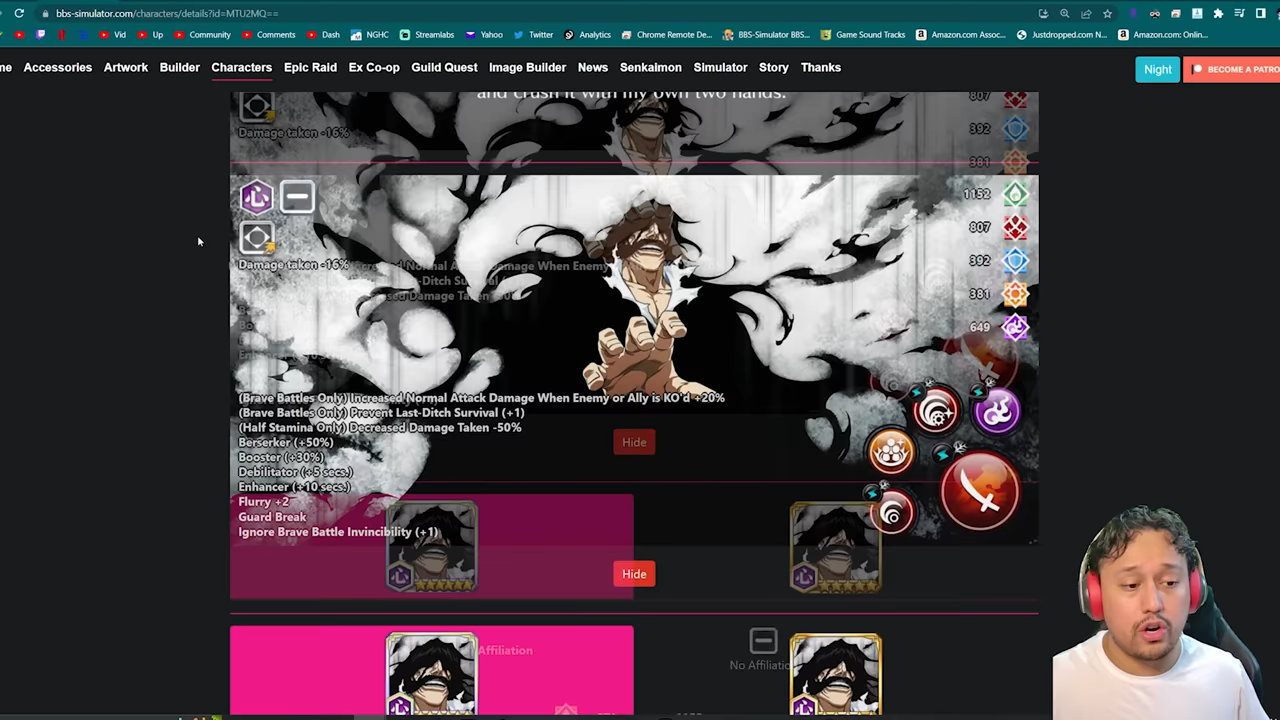 bbs-simulator.com/characters/details?id=MTU2MQ==
Vid Up Community Comments Dash NGHC Streamlabs Yahoo Twitter Analytics Chrome Remote De... BBS-Simulator BBS... Game Sound Tracks Amazon.com Assoc... Justdropped.com N... Amazon.com: Onlin...
me Accessories Artwork Builder Characters Epic Raid Ex Co-op Guild Quest Image Builder News Senkaimon Simulator Story Thanks Night BECOME A PATRO
and crush it with my own two hands.
807
Damage taken -16%
392
381
1152
807
Damage taken -16%
392
381
649
(Brave Battles Only) Increased Normal Attack Damage When Enemy or Ally is KO'd +20%
(Brave Battles Only) Prevent Last-Ditch Survival (+1)
(Half Stamina Only) Decreased Damage Taken -50%
Berserker (+50%)
Booster (+30%)
Debilitator (+5 secs.)
Enhancer (+10 secs.)
Flurry +2
Guard Break
Ignore Brave Battle Invincibility (+1)
Hide
Hide
Affiliation
No Affiliatio